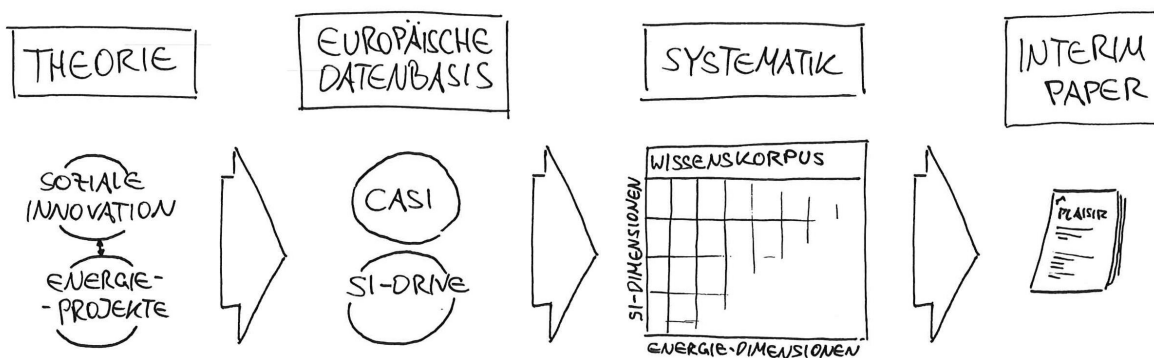 THEORIE
EUROPÄISCHE
DATENBASIS
SYSTEMATIK
INTERIM
PAPER
SOZIALE
INNOVATION
ENERGIE-
-PROJEKTE
CASI
SI-DRIVE
WISSENSKORPUS
SI-DIMENSIONEN
ENERGIE-DIMENSIONEN
PLAISIR